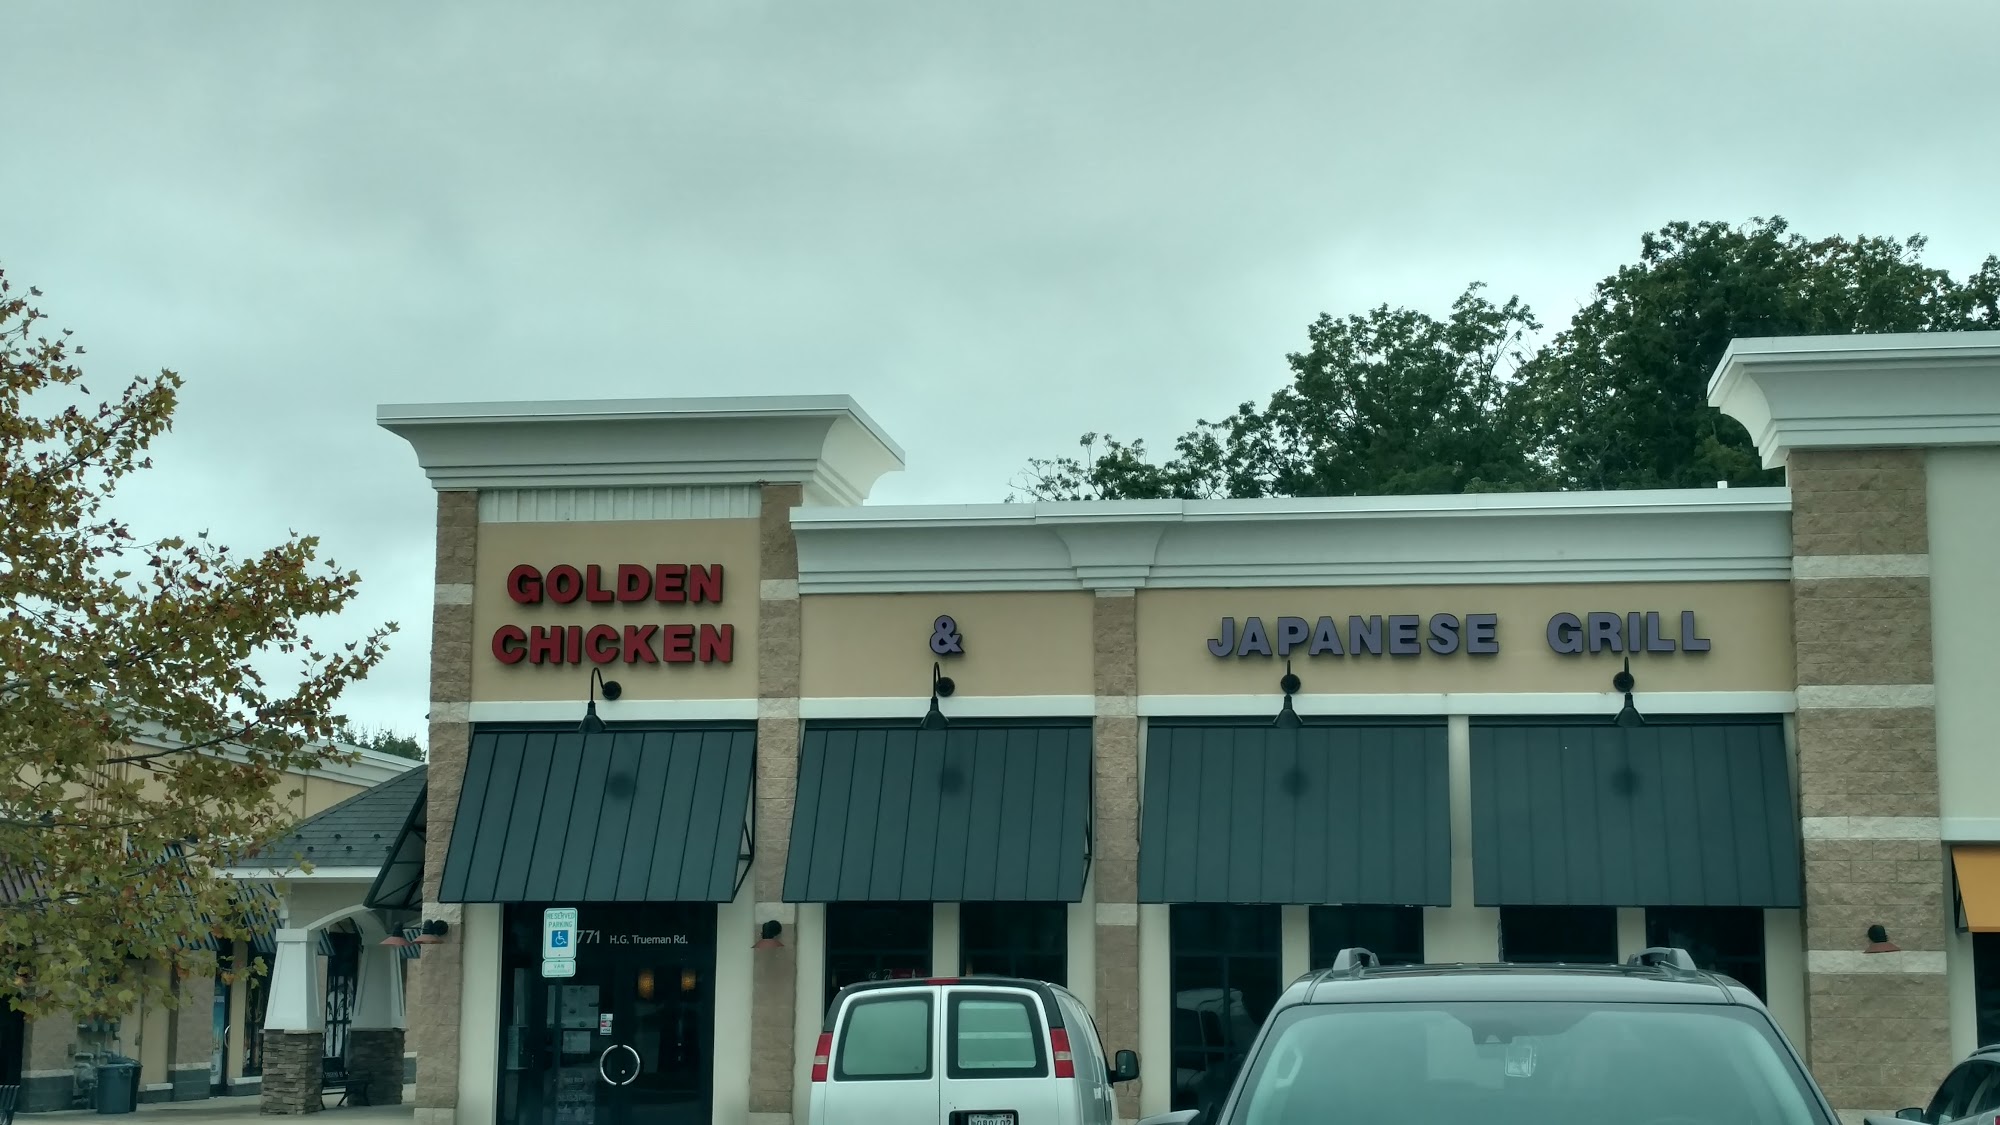 GOLDEN
CHICKEN
& JAPANESE GRILL
RESERVED
PARKING
771 H.G. Trueman Rd.
VAN